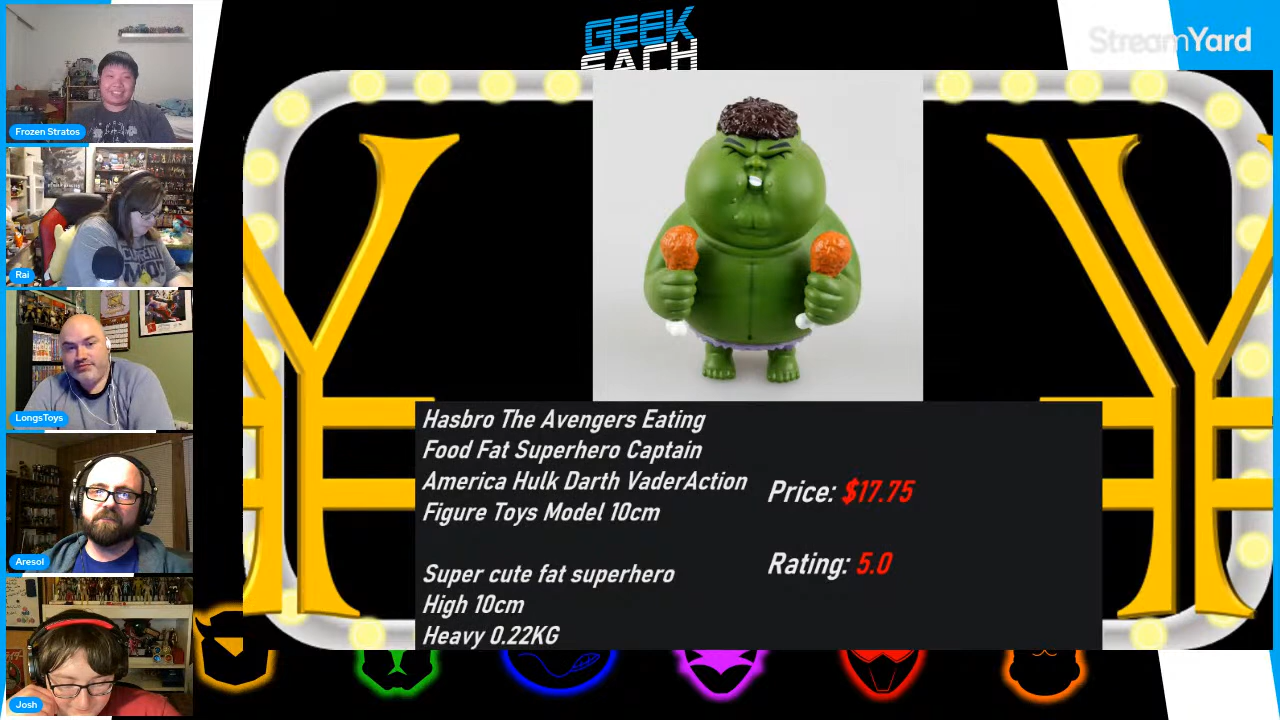 GEEK
StreamYard
Frozen Stratos
Rai
LongsToys
Aresol
Josh
Hasbro The Avengers Eating
Food Fat Superhero Captain
America Hulk Darth VaderAction
Figure Toys Model 10cm
Super cute fat superhero
High 10cm
Heavy 0.22KG
Price: $17.75
Rating: 5.0